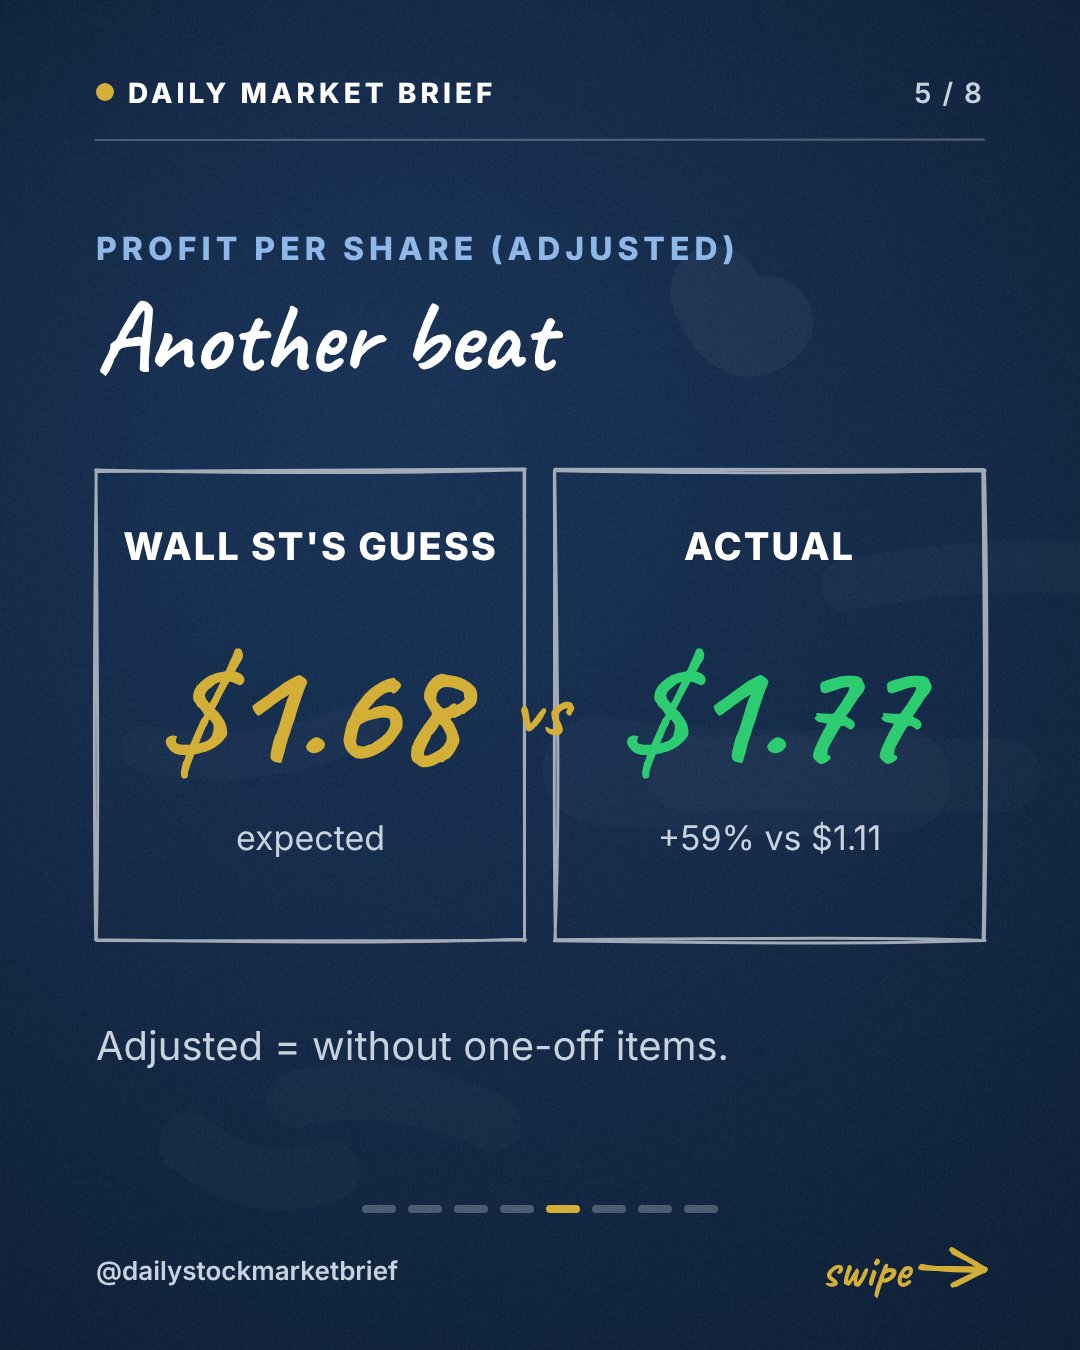 DAILY MARKET BRIEF
5 / 8
PROFIT PER SHARE (ADJUSTED)
Another beat
WALL ST'S GUESS
$1.68
expected
vs
ACTUAL
$1.77
+59% vs $1.11
Adjusted = without one-off items.
@dailystockmarketbrief
swipe